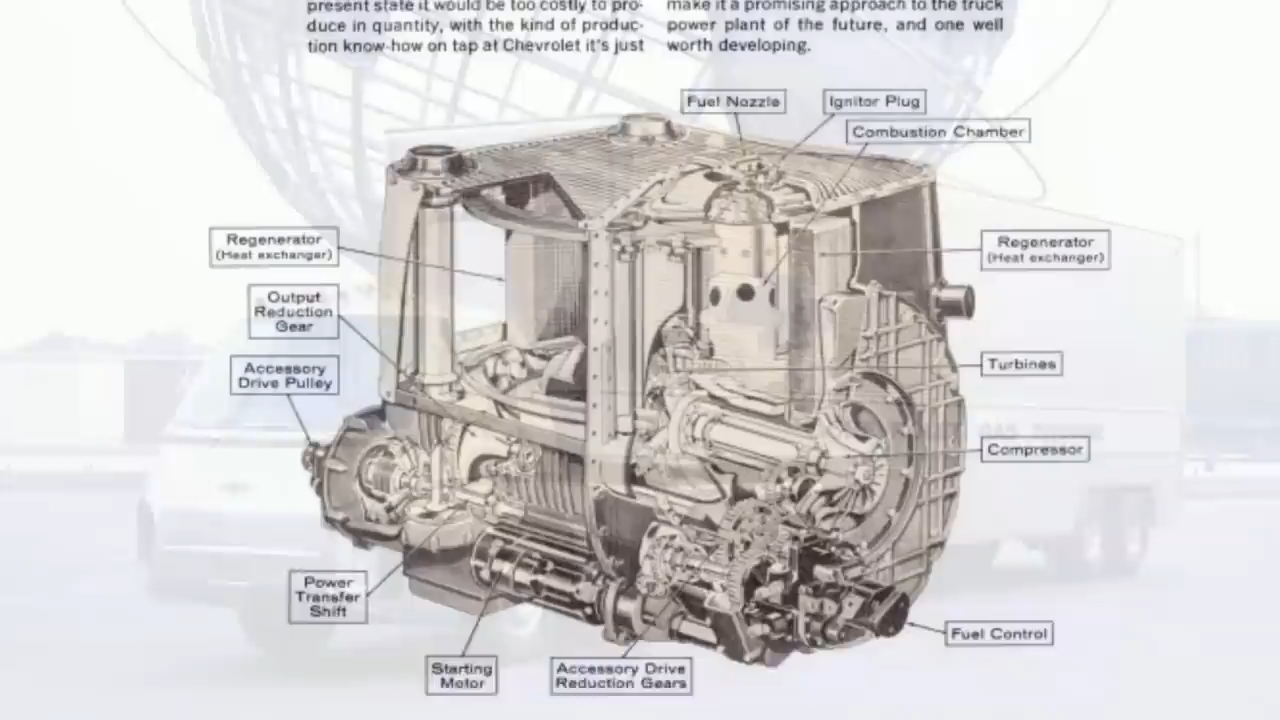 present state it would be too costly to pro-
duce in quantity, with the kind of produc-
tion know-how on tap at Chevrolet it's just
make it a promising approach to the truck
power plant of the future, and one well
worth developing.
Fuel Nozzle
Ignitor Plug
Combustion Chamber
Regenerator
(Heat exchanger)
Regenerator
(Heat exchanger)
Output
Reduction
Gear
Accessory
Drive Pulley
Turbines
Compressor
Power
Transfer
Shift
Fuel Control
Starting
Motor
Accessory Drive
Reduction Gears